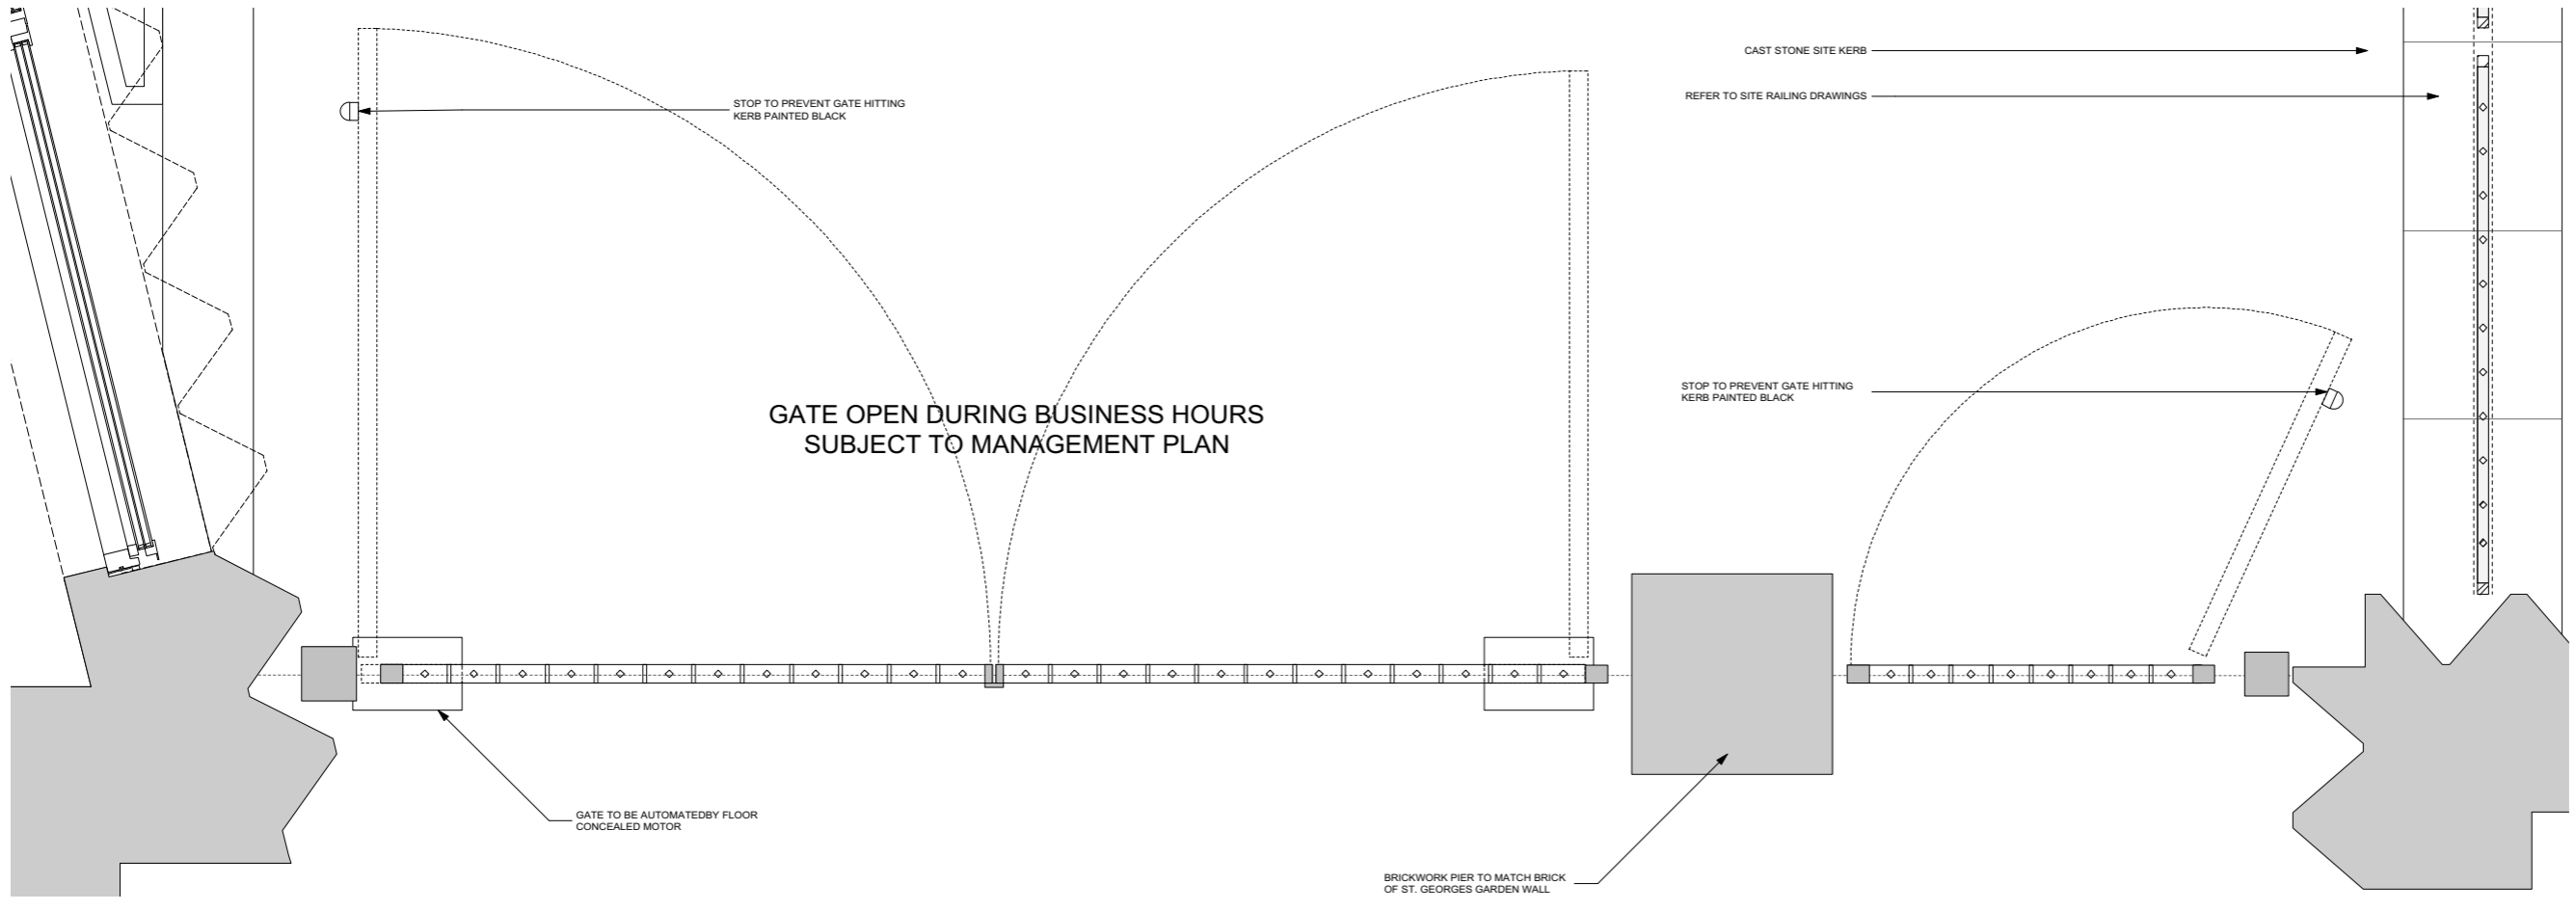 CAST STONE SITE KERB
REFER TO SITE RAILING DRAWINGS
STOP TO PREVENT GATE HITTING
KERB PAINTED BLACK
STOP TO PREVENT GATE HITTING
KERB PAINTED BLACK
GATE OPEN DURING BUSINESS HOURS
SUBJECT TO MANAGEMENT PLAN
GATE TO BE AUTOMATEDBY FLOOR
CONCEALED MOTOR
BRICKWORK PIER TO MATCH BRICK
OF ST. GEORGES GARDEN WALL